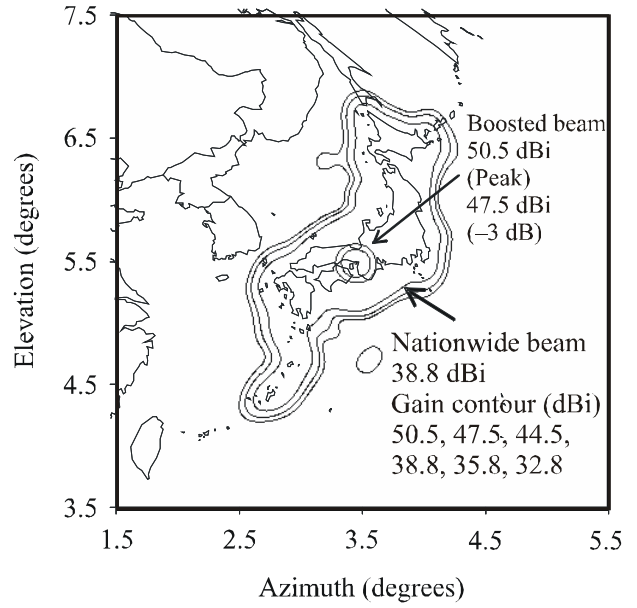 7.5
6.5
5.5
4.5
3.5
1.5
2.5
3.5
4.5
5.5
Elevation (degrees)
Azimuth (degrees)
Boosted beam
50.5 dBi
(Peak)
47.5 dBi
(–3 dB)
Nationwide beam
38.8 dBi
Gain contour (dBi)
50.5, 47.5, 44.5,
38.8, 35.8, 32.8